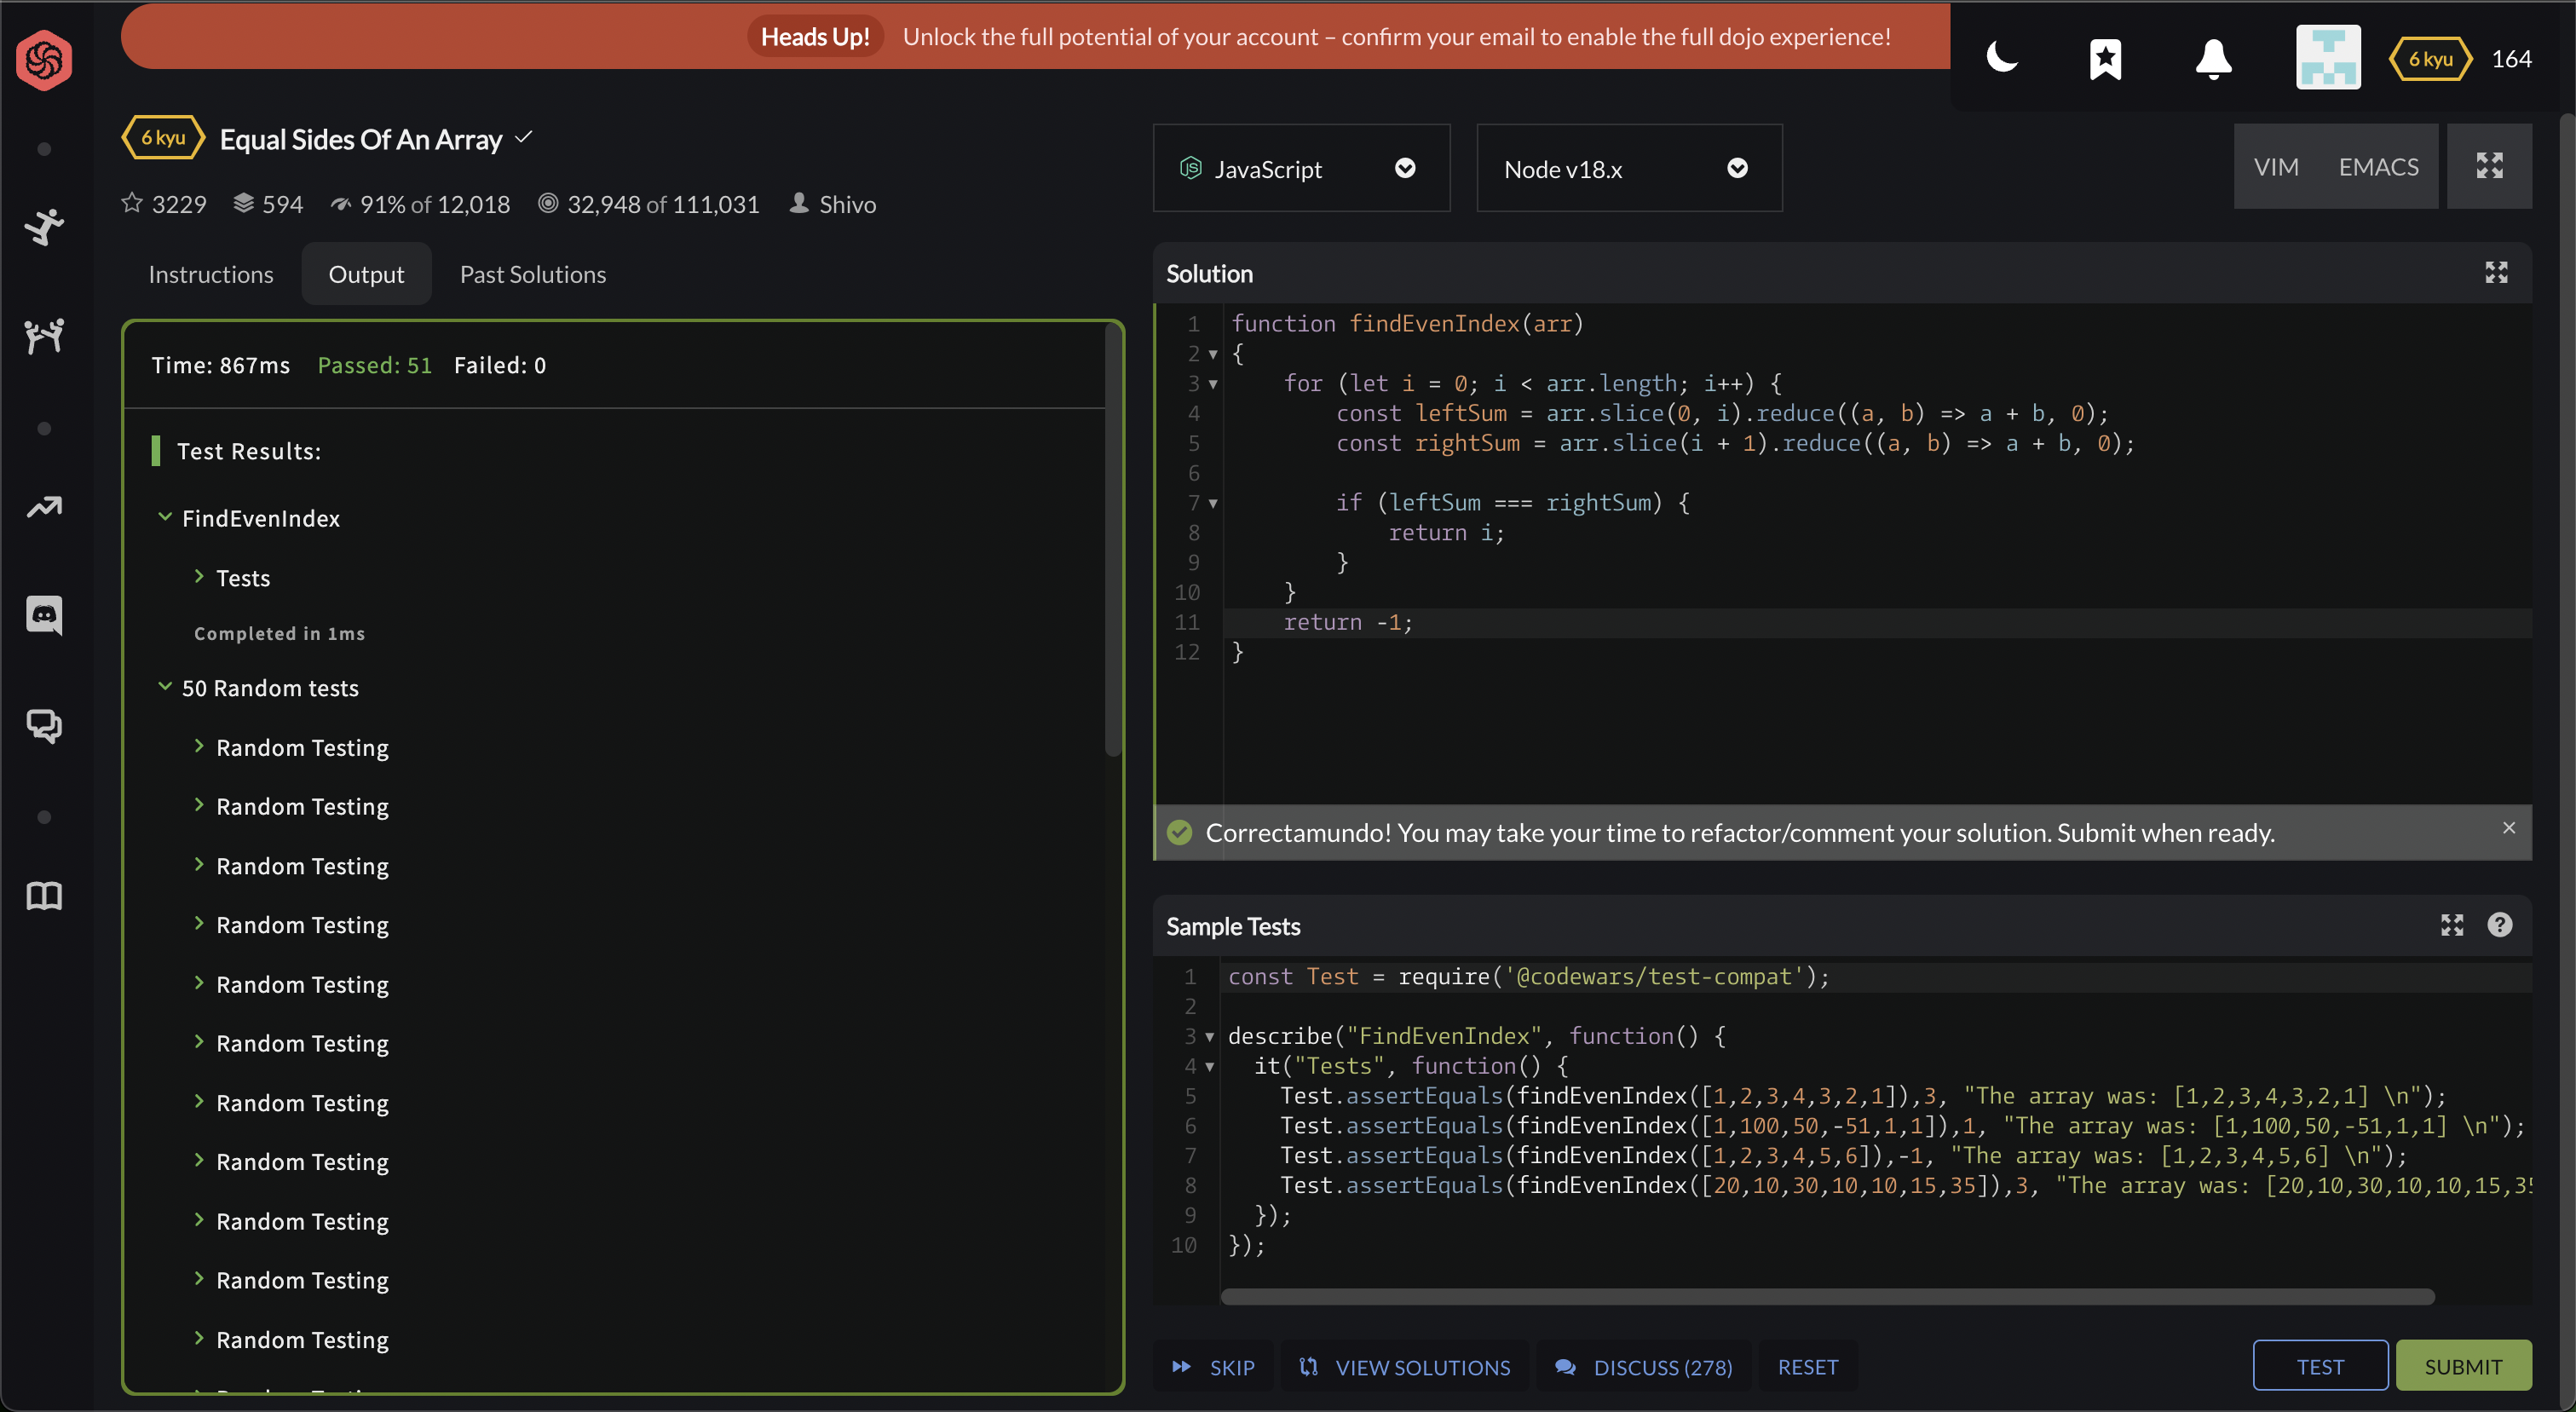 Heads Up! Unlock the full potential of your account – confirm your email to enable the full dojo experience!
6 kyu 164
6 kyu Equal Sides Of An Array
3229 594 91% of 12,018 32,948 of 111,031 Shivo
JavaScript Node v18.x VIM EMACS
Instructions Output Past Solutions
Time: 867ms Passed: 51 Failed: 0
Test Results:
FindEvenIndex
Tests
Completed in 1ms
50 Random tests
Random Testing
Random Testing
Random Testing
Random Testing
Random Testing
Random Testing
Random Testing
Random Testing
Random Testing
Random Testing
Random Testing
Random Testing
Solution
1 function findEvenIndex(arr)
2 {
3 for (let i = 0; i < arr.length; i++) {
4 const leftSum = arr.slice(0, i).reduce((a, b) => a + b, 0);
5 const rightSum = arr.slice(i + 1).reduce((a, b) => a + b, 0);
6
7 if (leftSum === rightSum) {
8 return i;
9 }
10 }
11 return -1;
12 }
Correctamundo! You may take your time to refactor/comment your solution. Submit when ready.
Sample Tests
1 const Test = require('@codewars/test-compat');
2
3 describe("FindEvenIndex", function() {
4 it("Tests", function() {
5 Test.assertEquals(findEvenIndex([1,2,3,4,3,2,1]),3, "The array was: [1,2,3,4,3,2,1] \n");
6 Test.assertEquals(findEvenIndex([1,100,50,-51,1,1]),1, "The array was: [1,100,50,-51,1,1] \n");
7 Test.assertEquals(findEvenIndex([1,2,3,4,5,6]),-1, "The array was: [1,2,3,4,5,6] \n");
8 Test.assertEquals(findEvenIndex([20,10,30,10,10,15,35]),3, "The array was: [20,10,30,10,10,15,35
9 });
10 });
SKIP VIEW SOLUTIONS DISCUSS (278) RESET TEST SUBMIT